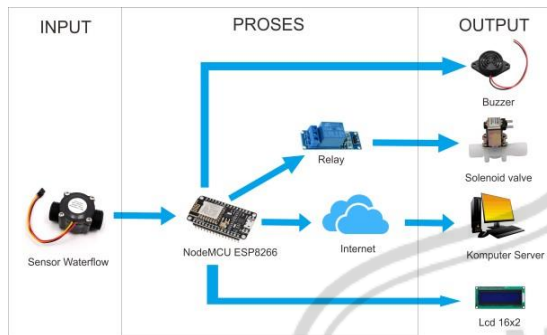 INPUT
PROSES
OUTPUT
Buzzer
Relay
Solenoid valve
Sensor Waterflow
NodeMCU ESP8266
Internet
Komputer Server
Lcd 16x2